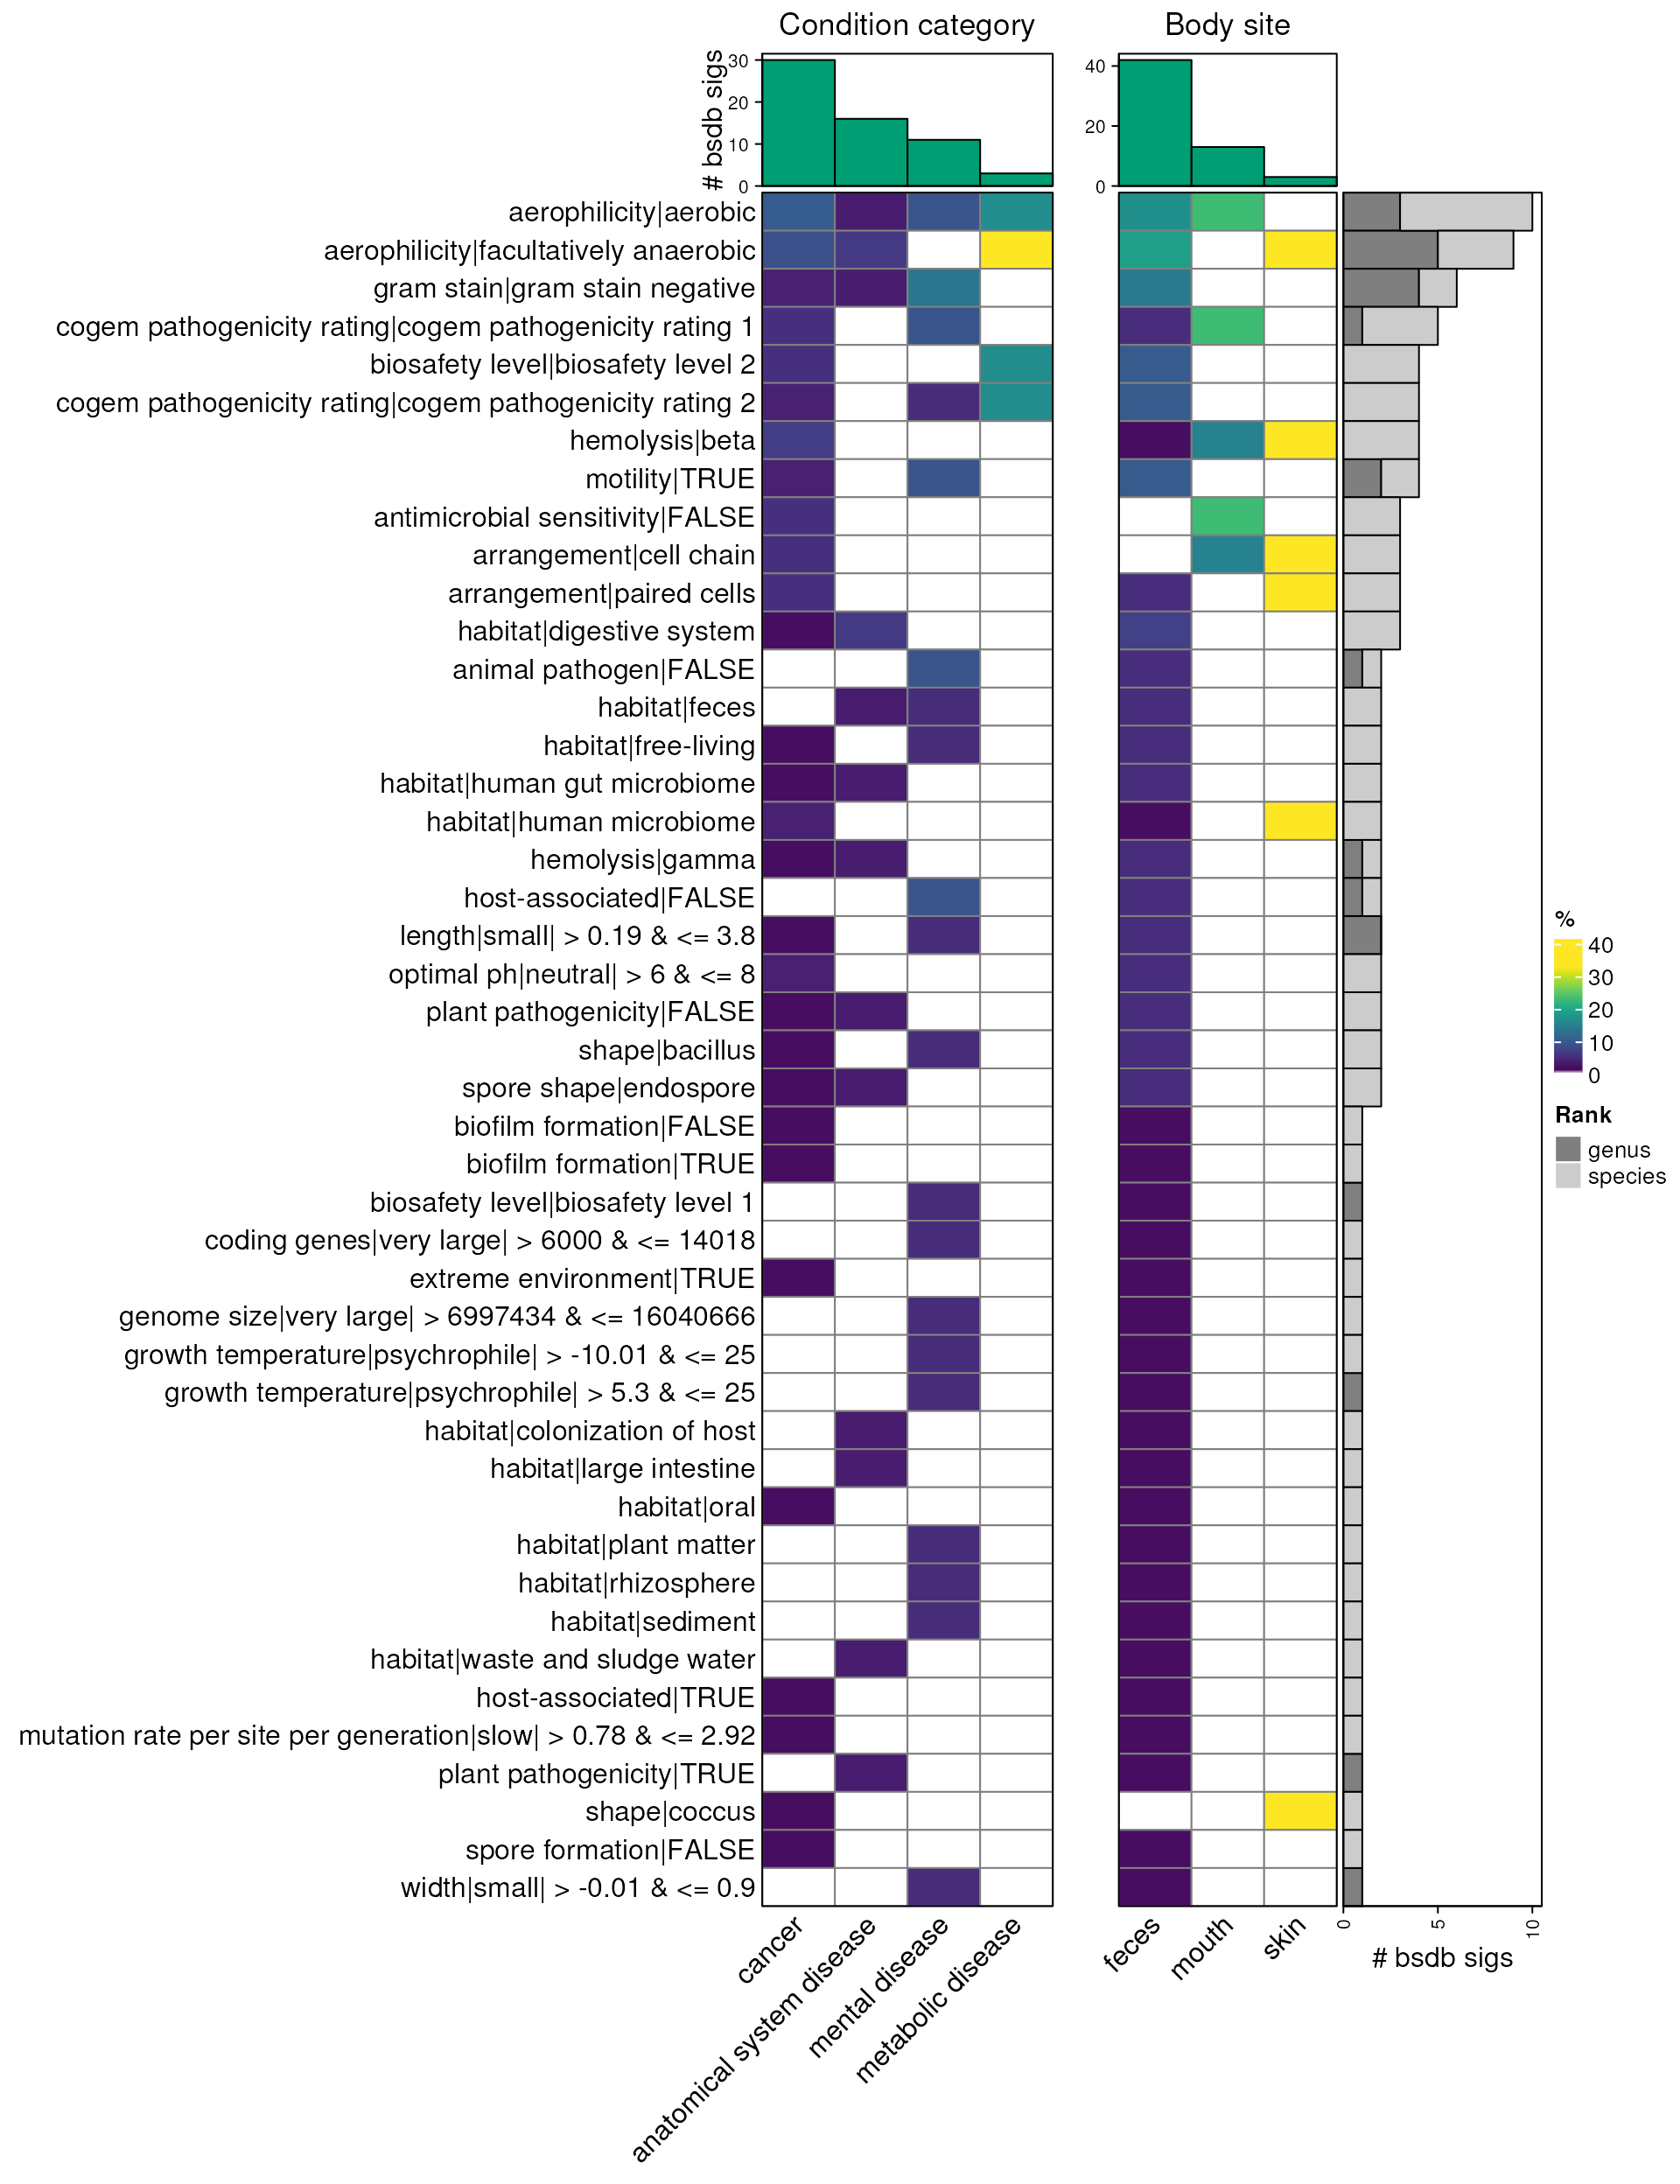 Condition category
Body site
# bsdb sigs
30
20
10
0
40
20
0
aerophilicity|aerobic
aerophilicity|facultatively anaerobic
gram stain|gram stain negative
cogem pathogenicity rating|cogem pathogenicity rating 1
biosafety level|biosafety level 2
cogem pathogenicity rating|cogem pathogenicity rating 2
hemolysis|beta
motility|TRUE
antimicrobial sensitivity|FALSE
arrangement|cell chain
arrangement|paired cells
habitat|digestive system
animal pathogen|FALSE
habitat|feces
habitat|free-living
habitat|human gut microbiome
habitat|human microbiome
hemolysis|gamma
host-associated|FALSE
length|small| > 0.19 & <= 3.8
optimal ph|neutral| > 6 & <= 8
plant pathogenicity|FALSE
shape|bacillus
spore shape|endospore
biofilm formation|FALSE
biofilm formation|TRUE
biosafety level|biosafety level 1
coding genes|very large| > 6000 & <= 14018
extreme environment|TRUE
genome size|very large| > 6997434 & <= 16040666
growth temperature|psychrophile| > -10.01 & <= 25
growth temperature|psychrophile| > 5.3 & <= 25
habitat|colonization of host
habitat|large intestine
habitat|oral
habitat|plant matter
habitat|rhizosphere
habitat|sediment
habitat|waste and sludge water
host-associated|TRUE
mutation rate per site per generation|slow| > 0.78 & <= 2.92
plant pathogenicity|TRUE
shape|coccus
spore formation|FALSE
width|small| > -0.01 & <= 0.9
cancer
anatomical system disease
mental disease
metabolic disease
feces
mouth
skin
0
5
10
# bsdb sigs
%
40
30
20
10
0
Rank
genus
species